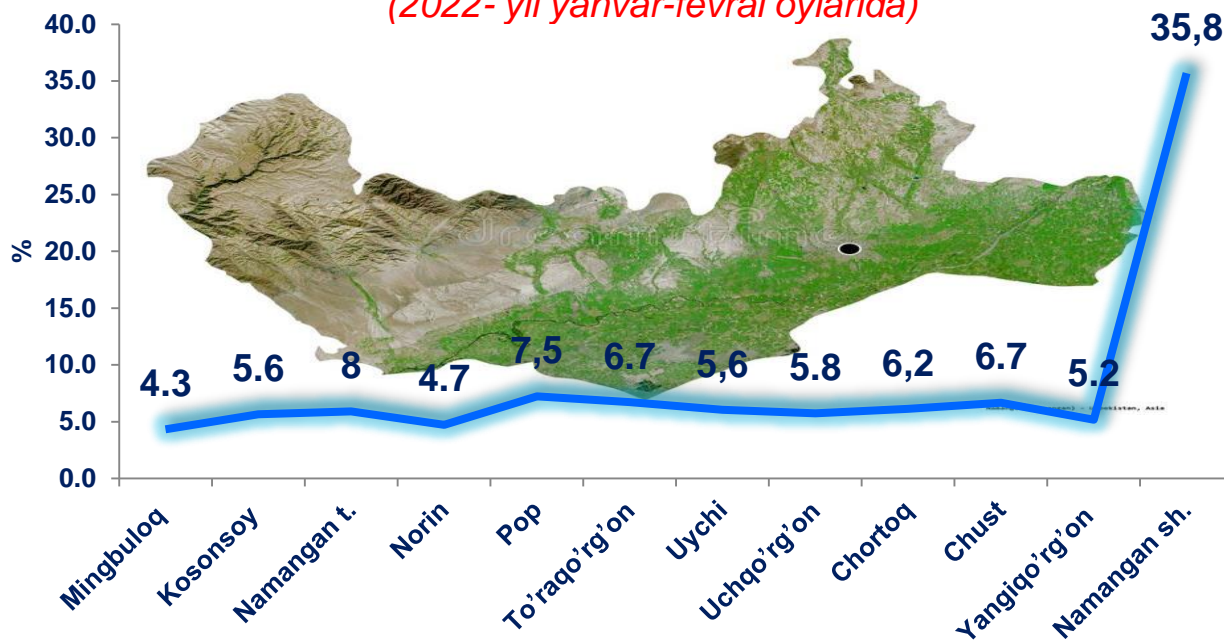 (2022- yil yanvar-fevral oylarida)
40.0
35.0
30.0
25.0
20.0
15.0
10.0
5.0
0.0
%
4.3
5.6
8
4.7
7,5
6.7
5,6
5.8
6,2
6.7
5.2
35,8
Mingbuloq
Kosonsoy
Namangan t.
Norin
Pop
To’raqo’rg’on
Uychi
Uchqo’rg’on
Chortoq
Chust
Yangiqo’rg’on
Namangan sh.